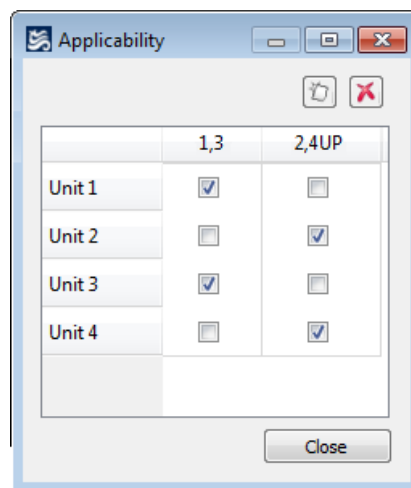 Applicability
1,3 2,4UP
Unit 1
Unit 2
Unit 3
Unit 4
Close